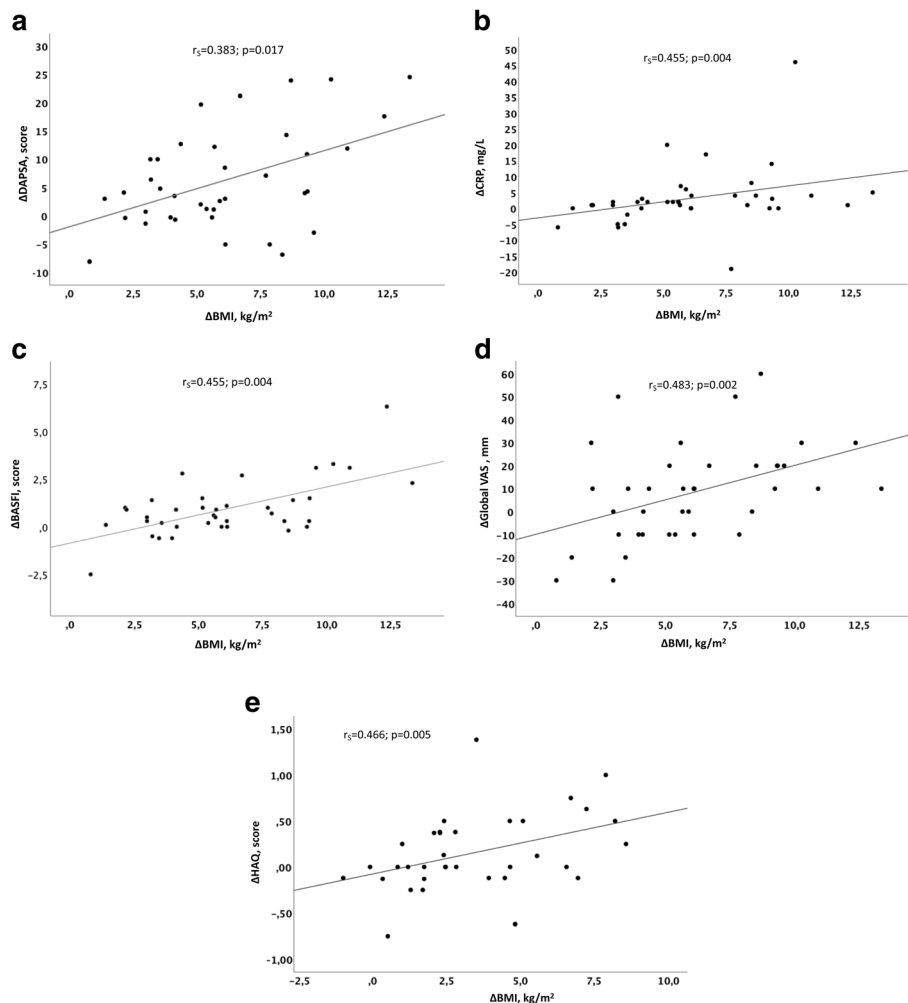 a
rS=0.383; p=0.017
30
25
20
15
10
5
0
−5
−10
ΔDAPSA, score
,0 2,5 5,0 7,5 10,0 12,5
ΔBMI, kg/m²
b
rS=0.455; p=0.004
50
45
40
35
30
25
20
15
10
5
0
−5
−10
−15
−20
ΔCRP, mg/L
,0 2,5 5,0 7,5 10,0 12,5
ΔBMI, kg/m²
c
rS=0.455; p=0.004
7,5
5,0
2,5
,0
−2,5
ΔBASFI, score
,0 2,5 5,0 7,5 10,0 12,5
ΔBMI, kg/m²
d
rS=0.483; p=0.002
60
50
40
30
20
10
0
−10
−20
−30
−40
ΔGlobal VAS , mm
,0 2,5 5,0 7,5 10,0 12,5
ΔBMI, kg/m²
e
rS=0.466; p=0.005
1,50
1,00
,50
,00
−,50
−1,00
ΔHAQ, score
−2,5 ,0 2,5 5,0 7,5 10,0
ΔBMI, kg/m²